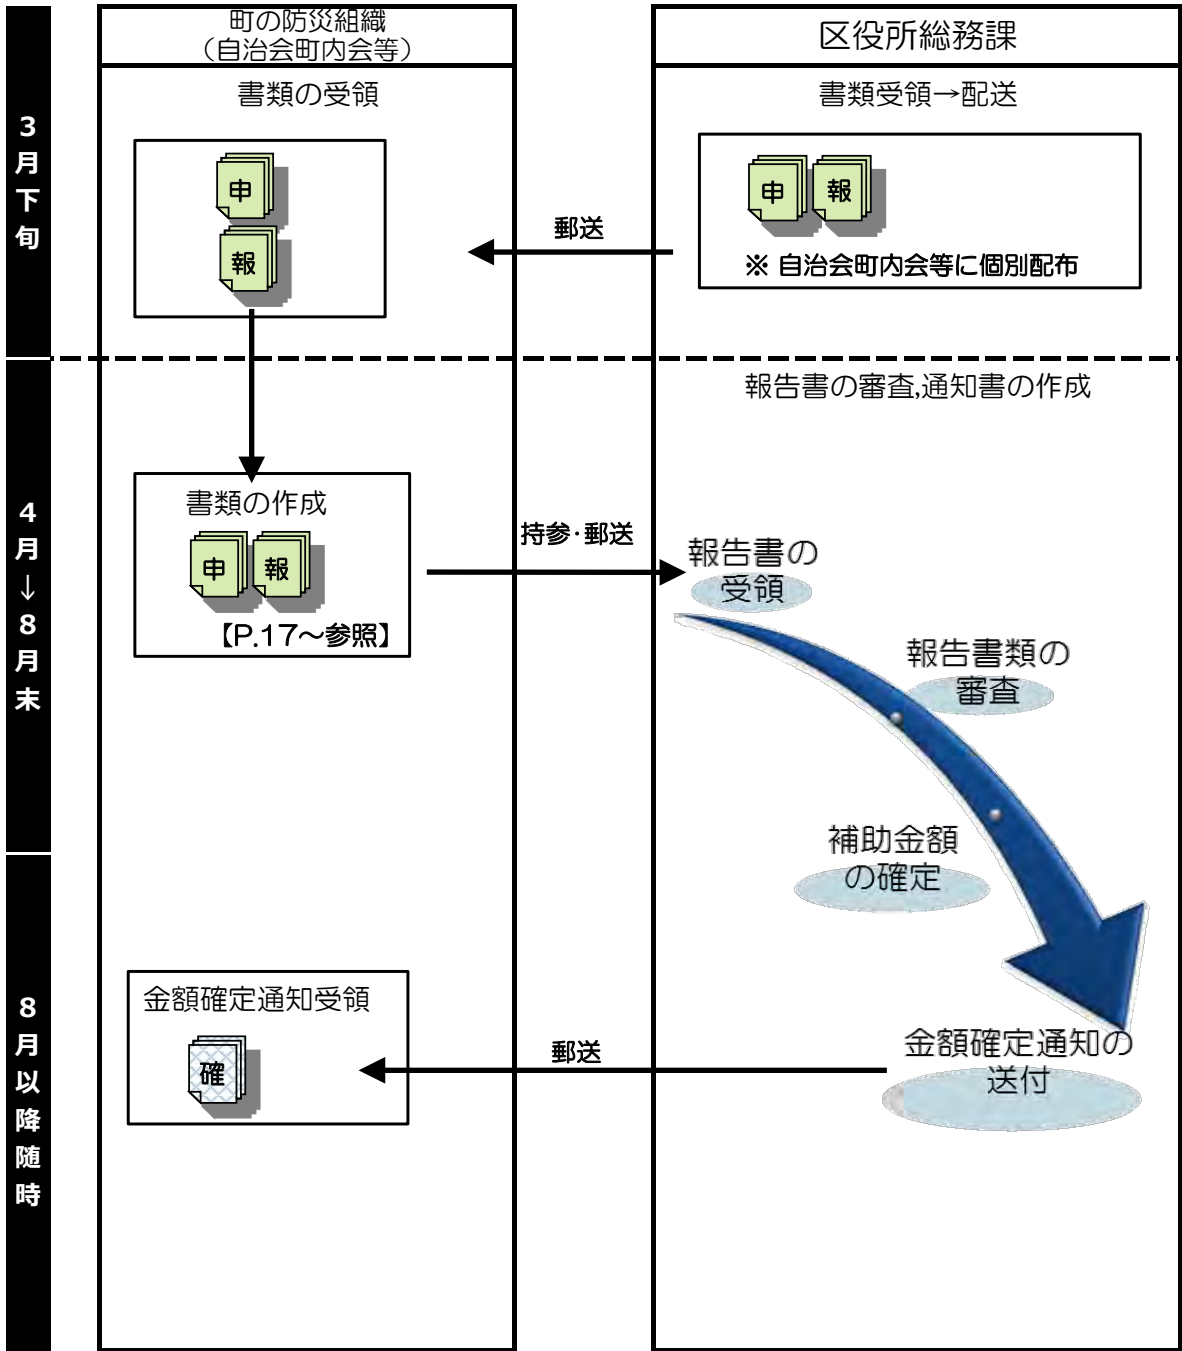 町の防災組織
（自治会町内会等）
区役所総務課
3月下旬
書類の受領
申
報
書類受領→配送
申
報
※ 自治会町内会等に個別配布
郵送
4月→8月末
報告書の審査,通知書の作成
書類の作成
申
報
【P.17～参照】
持参・郵送
報告書の
受領
報告書類の
審査
補助金額
の確定
8月以降随時
金額確定通知受領
確
郵送
金額確定通知の
送付